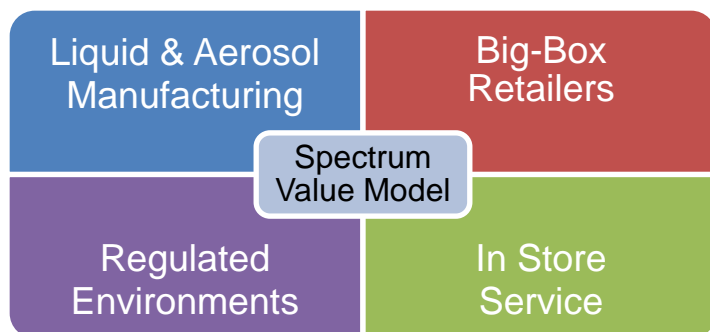 Liquid & Aerosol
Manufacturing
Big-Box
Retailers
Spectrum
Value Model
Regulated
Environments
In Store
Service